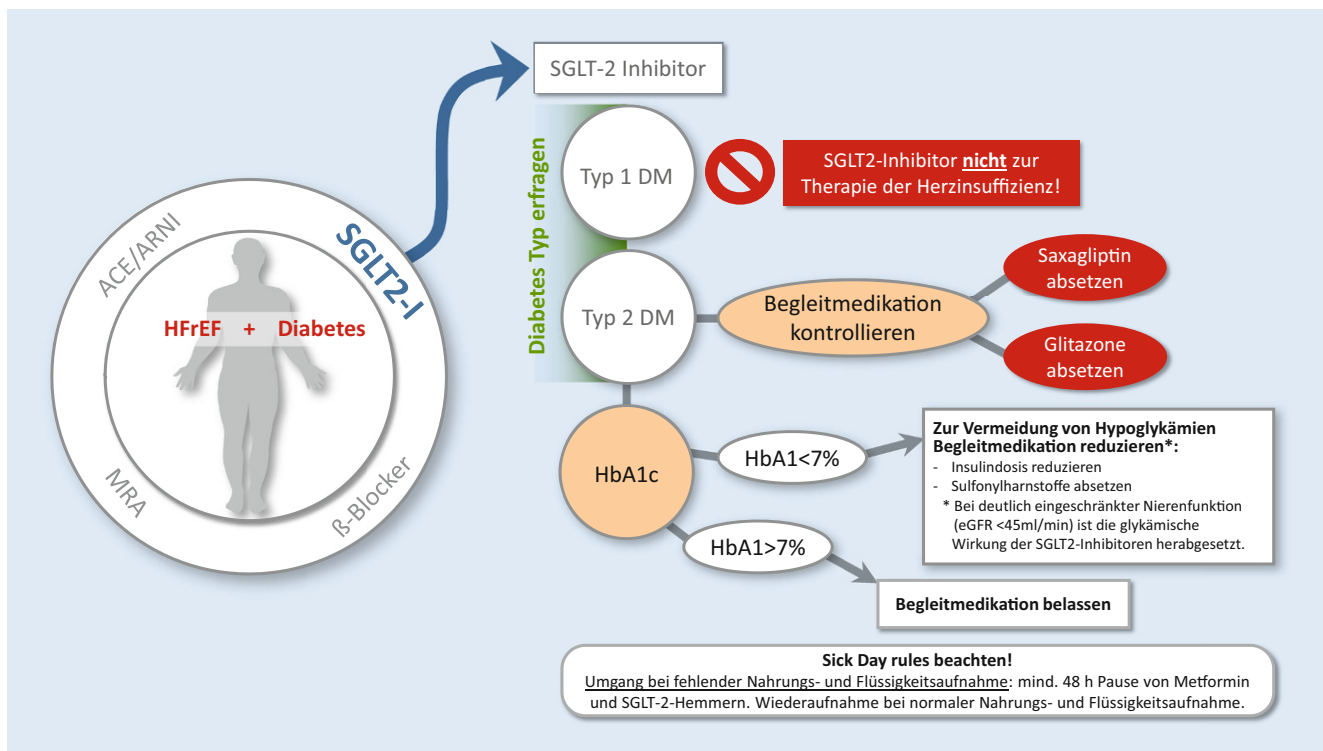 SGLT-2 Inhibitor
Diabetes Typ erfragen
Typ 1 DM
SGLT2-Inhibitor nicht zur
Therapie der Herzinsuffizienz!
ACE/ARNI
SGLT2-I
HFrEF + Diabetes
MRA
ß-Blocker
Typ 2 DM
Begleitmedikation
kontrollieren
Saxagliptin
absetzen
Glitazone
absetzen
HbA1c
HbA1<7%
Zur Vermeidung von Hypoglykämien
Begleitmedikation reduzieren*:
- Insulindosis reduzieren
- Sulfonylharnstoffe absetzen
* Bei deutlich eingeschränkter Nierenfunktion
(eGFR <45ml/min) ist die glykämische
Wirkung der SGLT2-Inhibitoren herabgesetzt.
HbA1>7%
Begleitmedikation belassen
Sick Day rules beachten!
Umgang bei fehlender Nahrungs- und Flüssigkeitsaufnahme: mind. 48 h Pause von Metformin
und SGLT-2-Hemmern. Wiederaufnahme bei normaler Nahrungs- und Flüssigkeitsaufnahme.